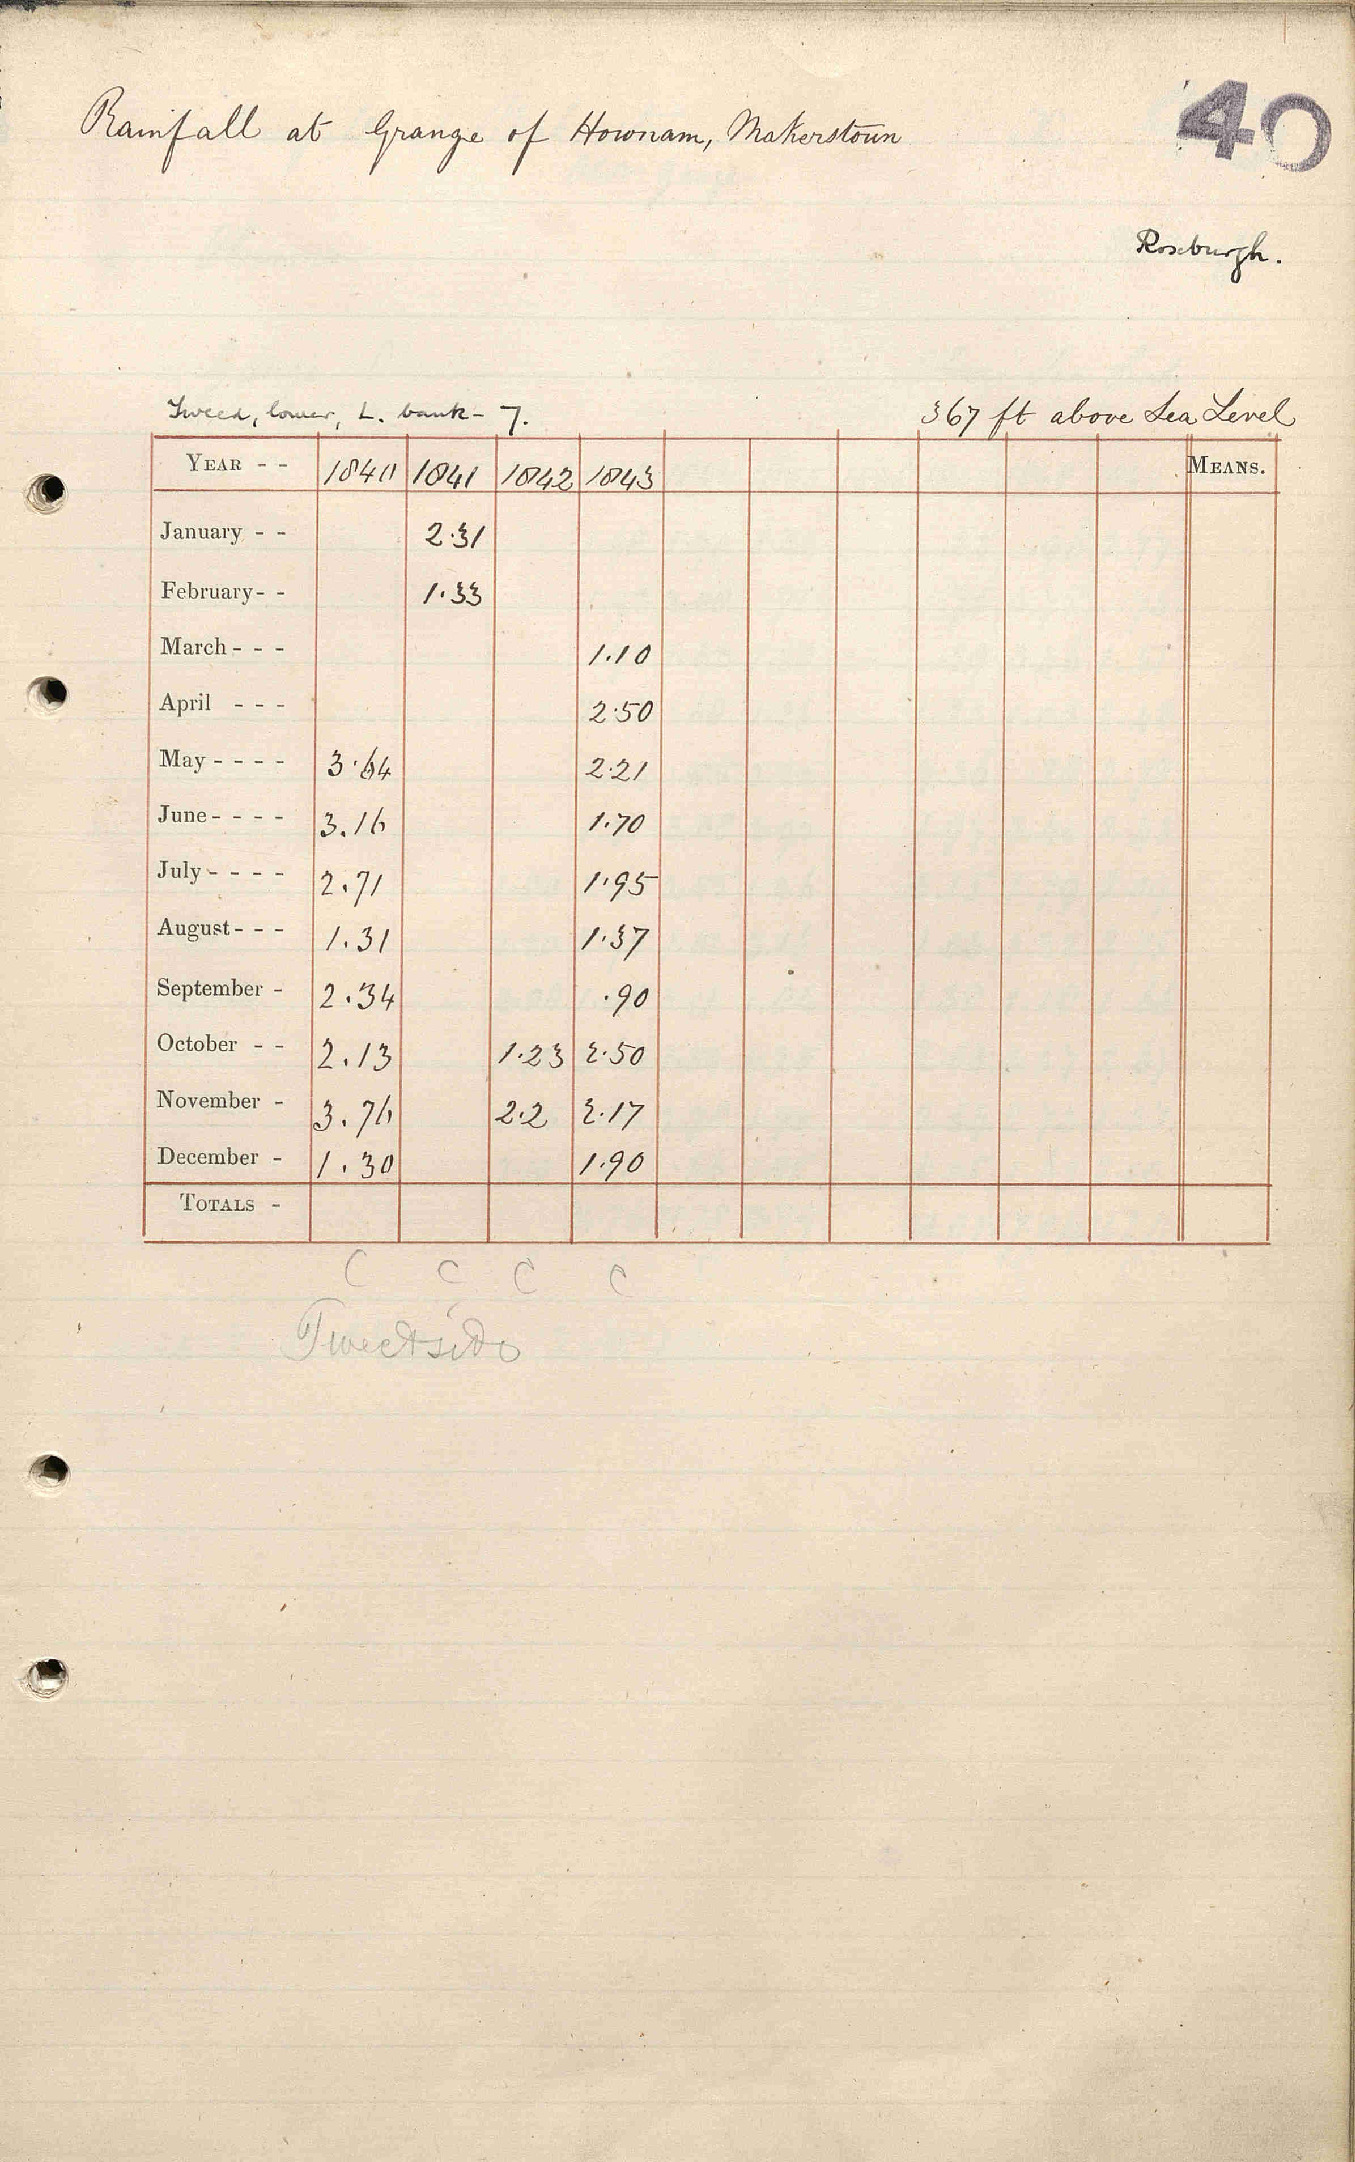 40
Rainfall at Grange of Hownam, Makerstoun
Roxburgh.
Tweed, lower, L. bank - 7. 367 ft above Sea Level
YEAR - - 1840 1841 1842 1843 MEANS.
January - - 2.31
February - - 1.33
March - - - 1.10
April - - - 2.50
May - - - - 3.64 2.21
June - - - - 3.16 1.70
July - - - - 2.71 1.95
August - - - 1.31 1.37
September - 2.34 .90
October - - 2.13 1.23 2.50
November - 3.76 2.2 2.17
December - 1.30 1.90
TOTALS -
C C C C